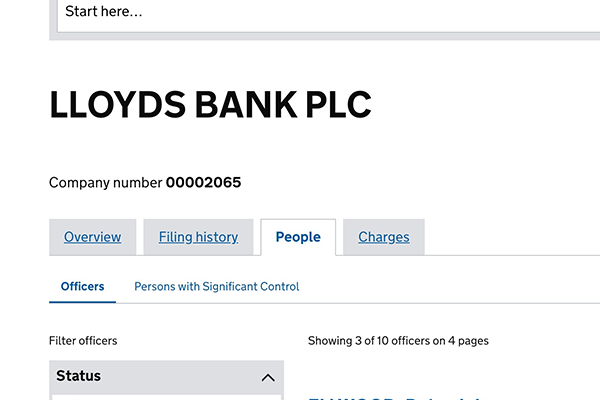 Start here…
LLOYDS BANK PLC
Company number 00002065
Overview Filing history People Charges
Officers Persons with Significant Control
Filter officers Showing 3 of 10 officers on 4 pages
Status